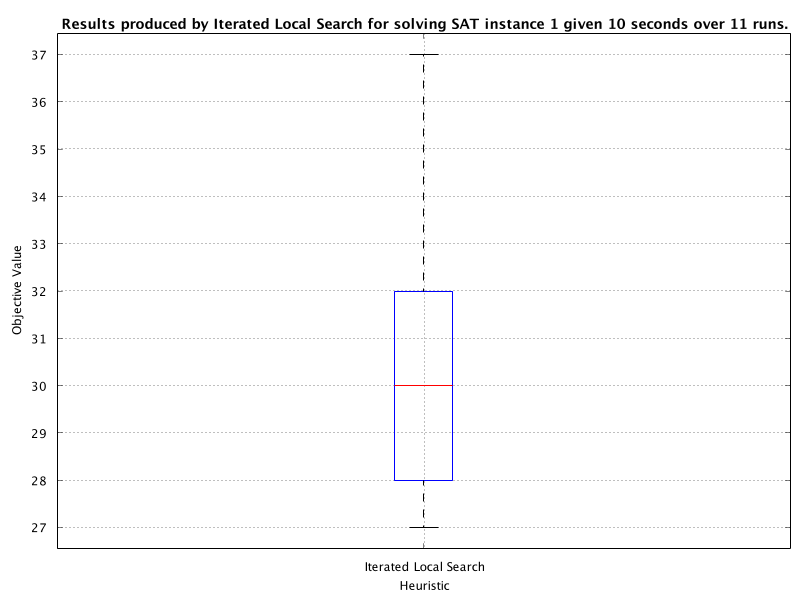 Results produced by Iterated Local Search for solving SAT instance 1 given 10 seconds over 11 runs.
37
36
35
34
33
32
31
30
29
28
27
Objective Value
Iterated Local Search
Heuristic